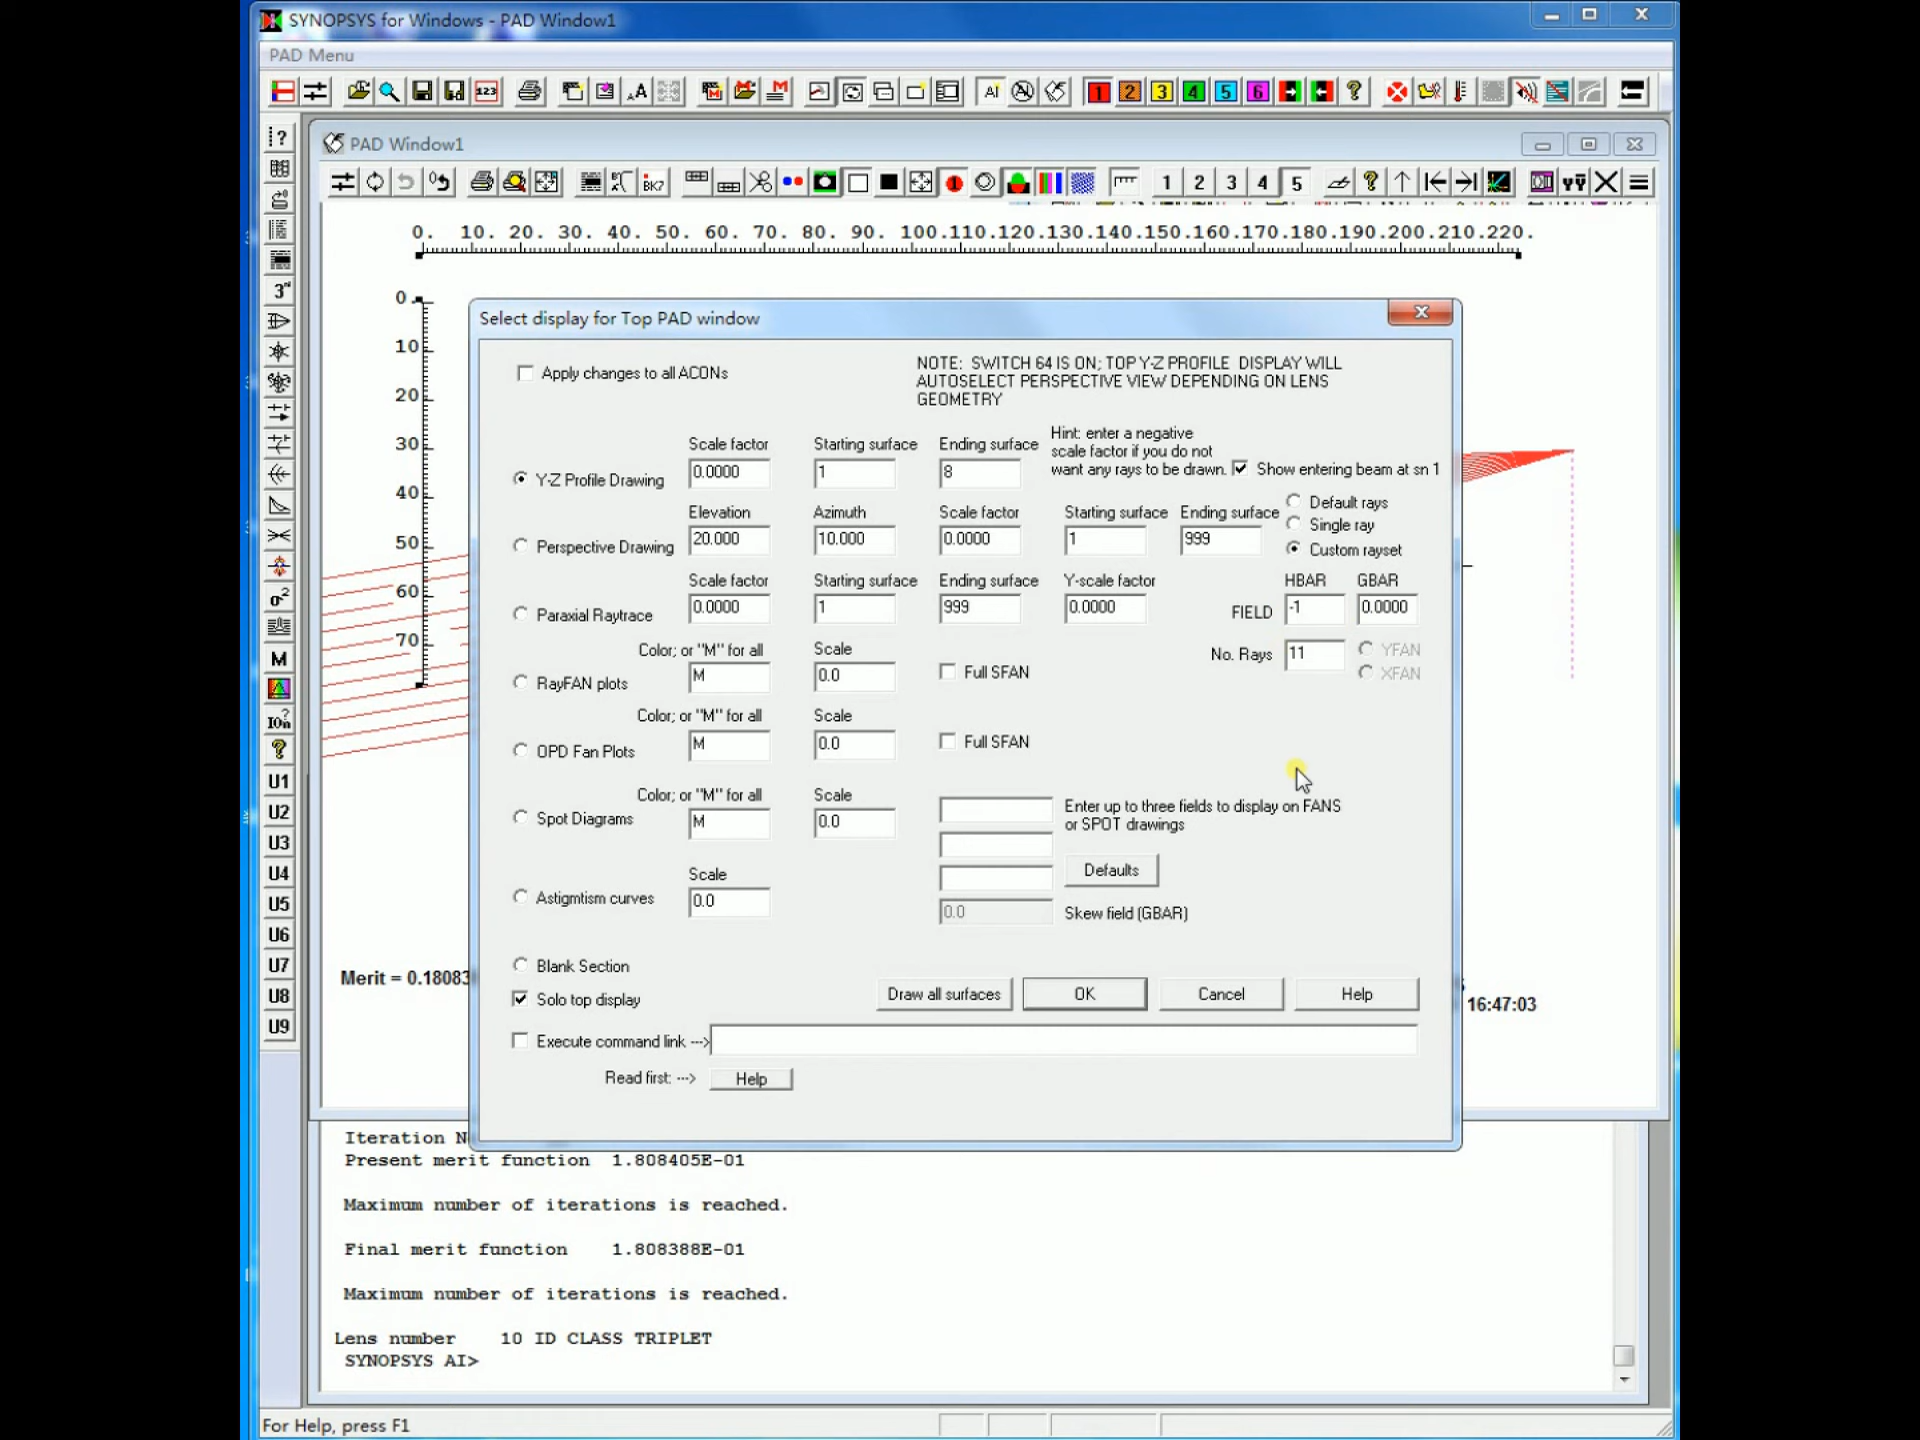 SYNOPSYS for Windows - PAD Window1
PAD Menu
PAD Window1
1 2 3 4 5
0. 10. 20. 30. 40. 50. 60. 70. 80. 90. 100.110.120.130.140.150.160.170.180.190.200.210.220.
0.
10
20
30
40
50
60
70
Select display for Top PAD window
Apply changes to all ACONs
NOTE: SWITCH 64 IS ON; TOP Y-Z PROFILE DISPLAY WILL
AUTOSELECT PERSPECTIVE VIEW DEPENDING ON LENS
GEOMETRY
Hint: enter a negative
scale factor if you do not
want any rays to be drawn.
Show entering beam at sn 1
Scale factor Starting surface Ending surface
Y-Z Profile Drawing 0.0000 1 8
Default rays
Single ray
Custom rayset
Elevation Azimuth Scale factor Starting surface Ending surface
Perspective Drawing 20.000 10.000 0.0000 1 999
Scale factor Starting surface Ending surface Y-scale factor
Paraxial Raytrace 0.0000 1 999 0.0000
HBAR GBAR
FIELD -1 0.0000
No. Rays 11 YFAN
XFAN
Color; or "M" for all Scale
RayFAN plots M 0.0 Full SFAN
Color; or "M" for all Scale
OPD Fan Plots M 0.0 Full SFAN
Color; or "M" for all Scale
Spot Diagrams M 0.0
Enter up to three fields to display on FANS
or SPOT drawings
Defaults
Scale
Astigmtism curves 0.0
0.0 Skew field (GBAR)
Blank Section
Solo top display
Draw all surfaces OK Cancel Help
Execute command link --->
Read first: ---> Help
Merit = 0.18083
16:47:03
M
U1
U2
U3
U4
U5
U6
U7
U8
U9
Iteration
Present merit function 1.808405E-01
Maximum number of iterations is reached.
Final merit function 1.808388E-01
Maximum number of iterations is reached.
Lens number 10 ID CLASS TRIPLET
SYNOPSYS AI>
For Help, press F1